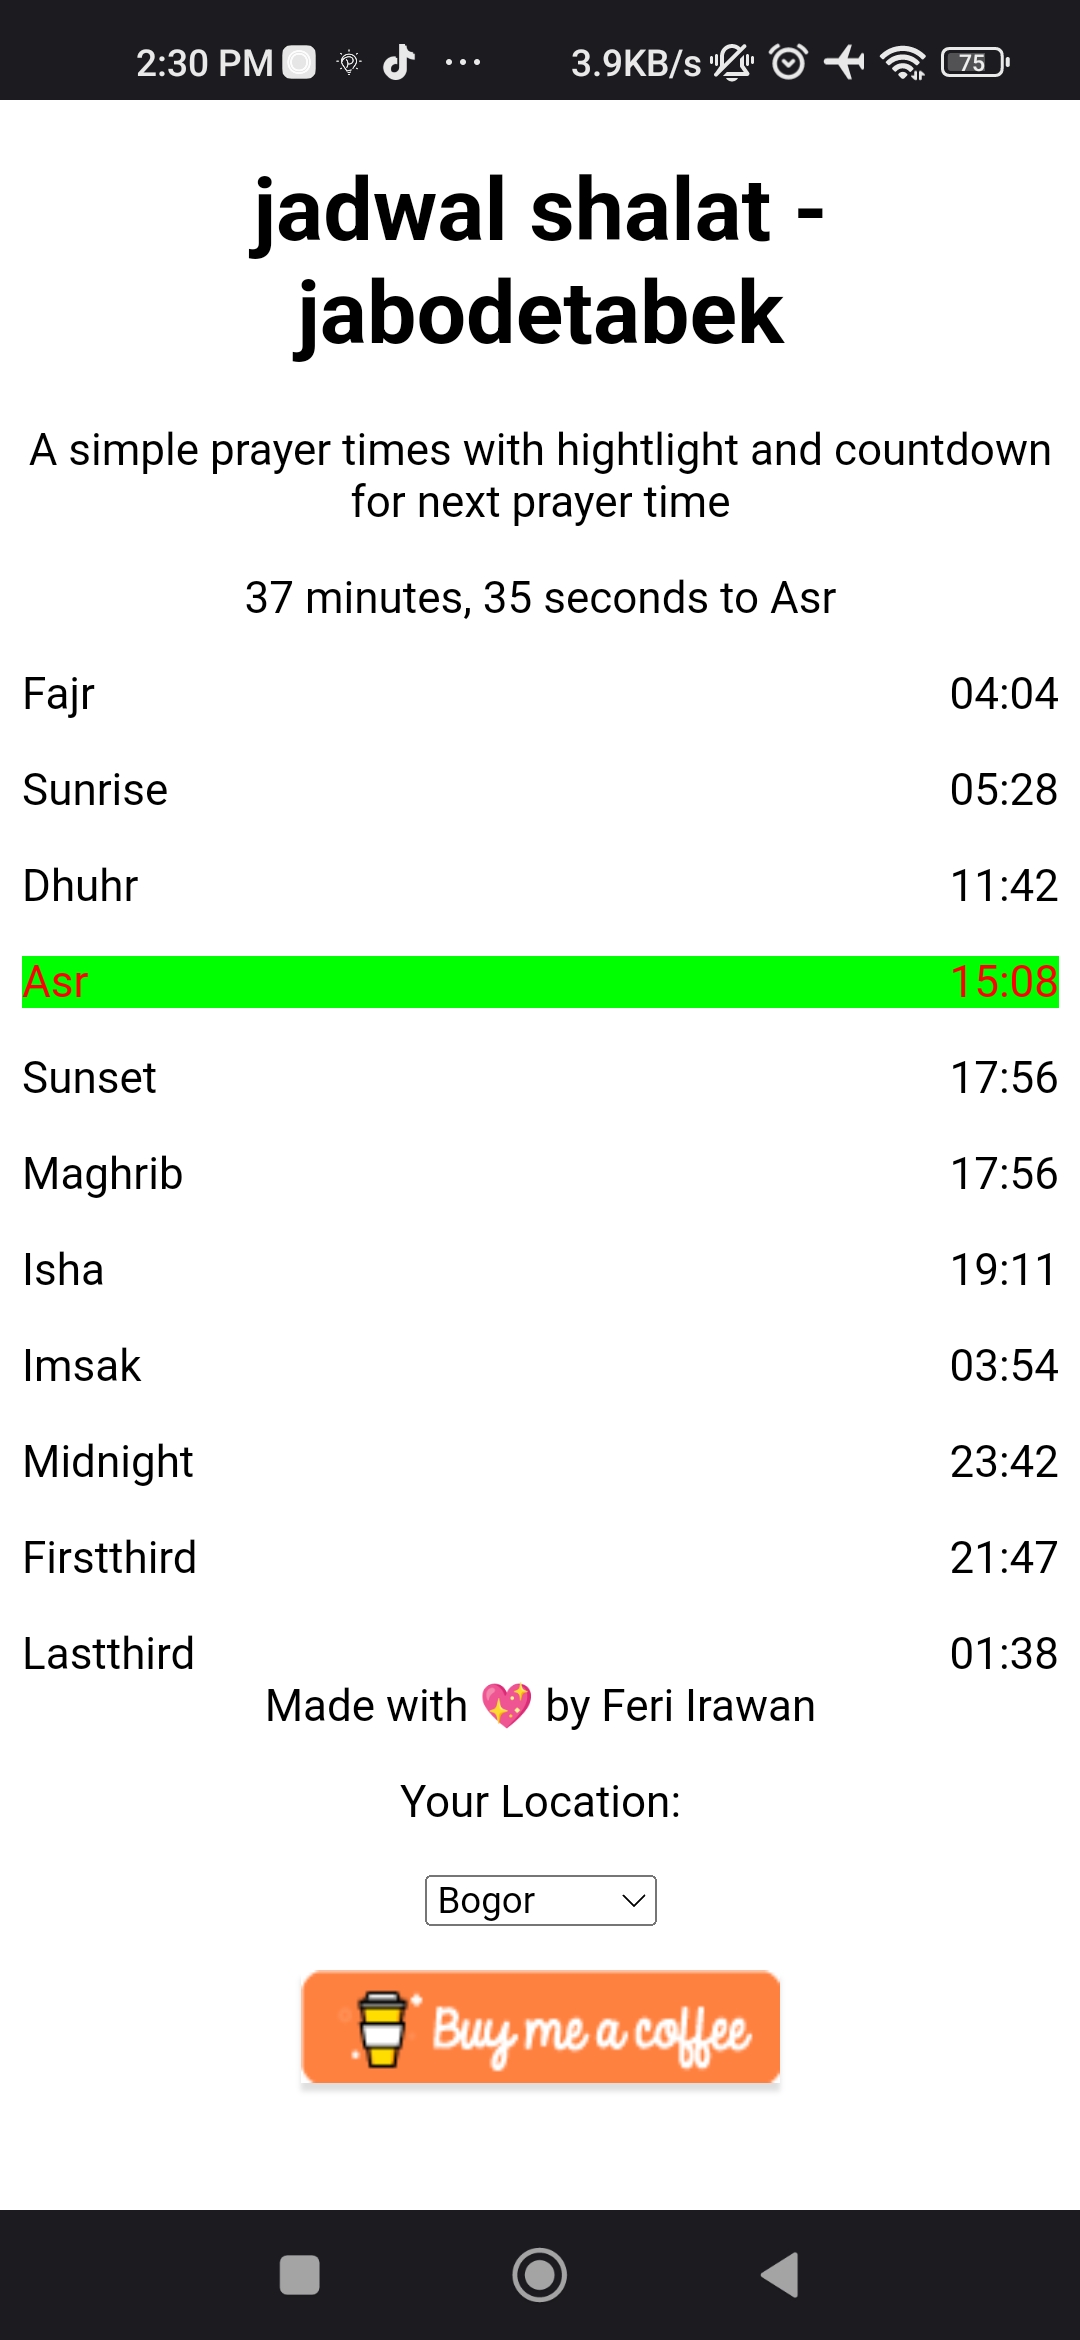 2:30 PM ... 3.9KB/s 75
jadwal shalat -
jabodetabek
A simple prayer times with hightlight and countdown
for next prayer time
37 minutes, 35 seconds to Asr
Fajr 04:04
Sunrise 05:28
Dhuhr 11:42
Asr 15:08
Sunset 17:56
Maghrib 17:56
Isha 19:11
Imsak 03:54
Midnight 23:42
Firstthird 21:47
Lastthird 01:38
Made with 💖 by Feri Irawan
Your Location:
Bogor
Buy me a coffee